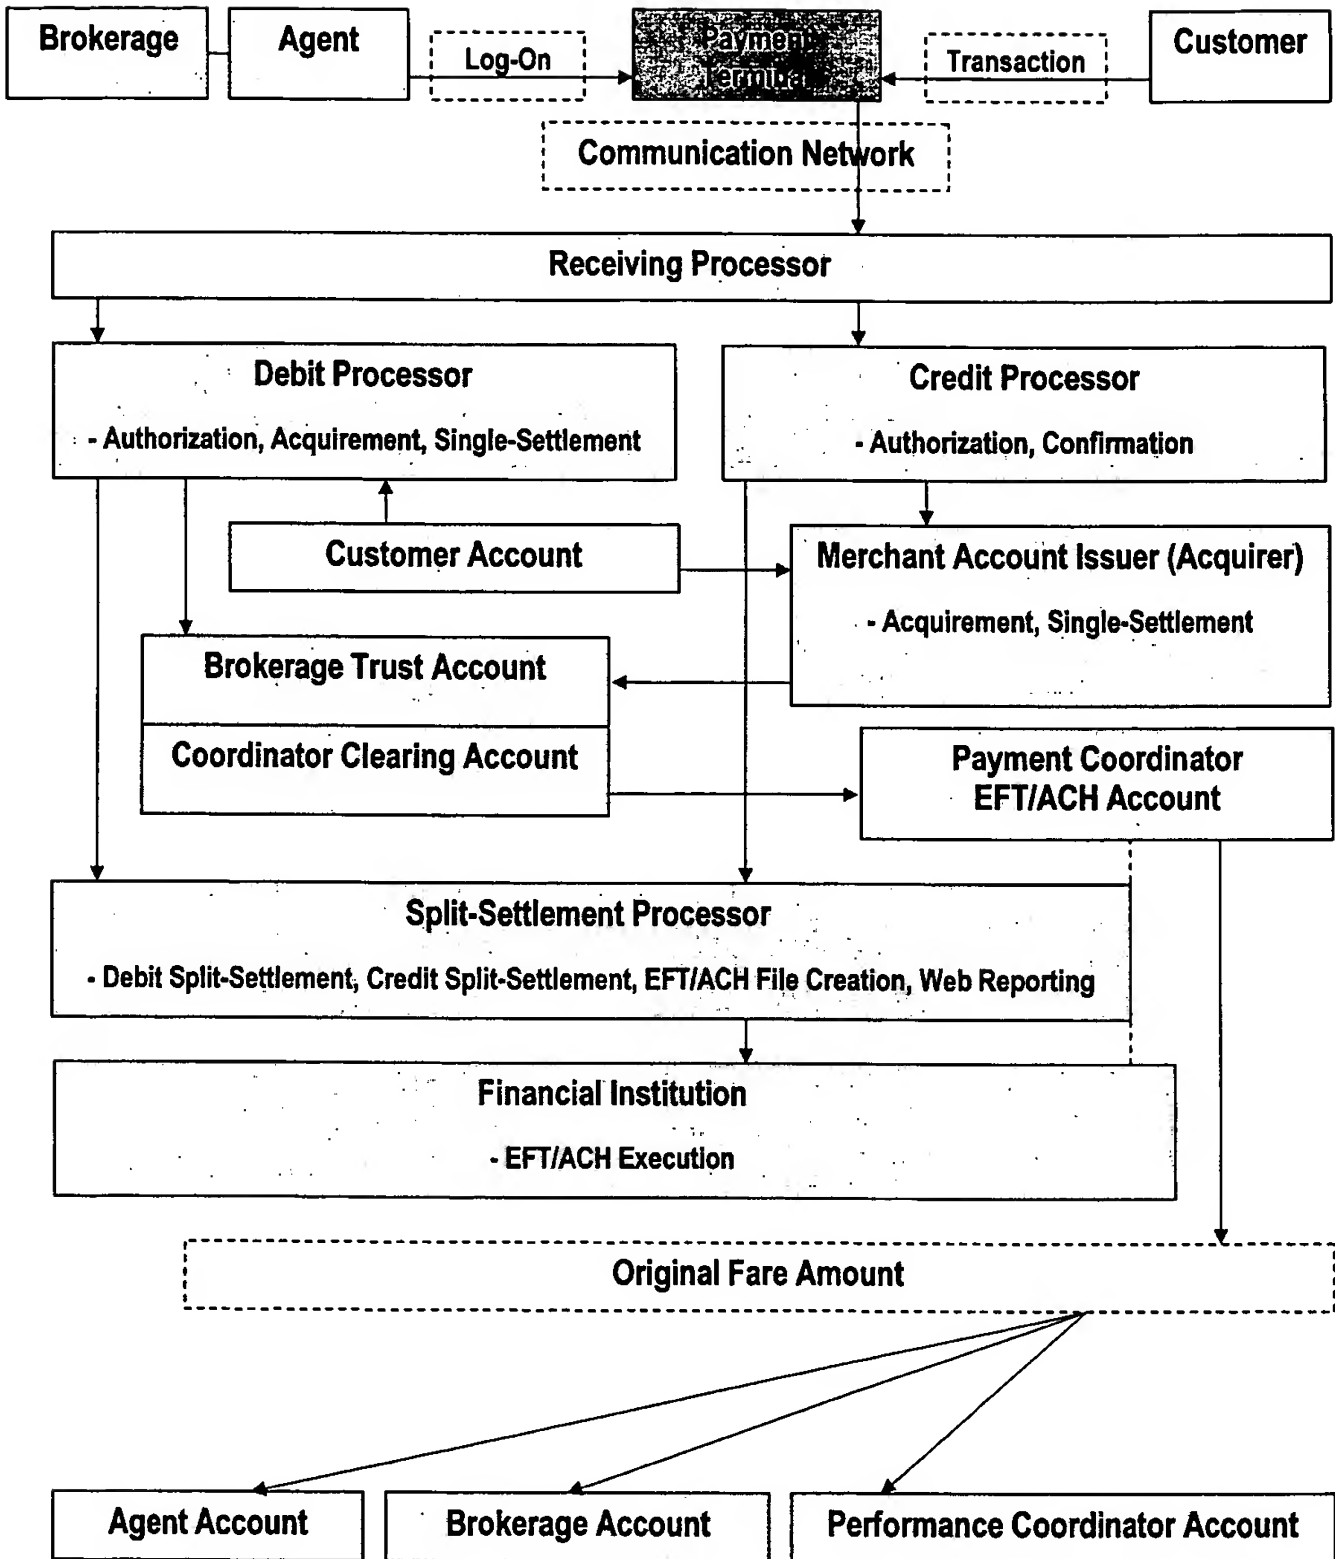 Brokerage
Agent
Log-On
Payment
Terminal
Transaction
Customer
Communication Network
Receiving Processor
Debit Processor
- Authorization, Acquirement, Single-Settlement
Credit Processor
- Authorization, Confirmation
Customer Account
Merchant Account Issuer (Acquirer)
- Acquirement, Single-Settlement
Brokerage Trust Account
Coordinator Clearing Account
Payment Coordinator
EFT/ACH Account
Split-Settlement Processor
- Debit Split-Settlement, Credit Split-Settlement, EFT/ACH File Creation, Web Reporting
Financial Institution
- EFT/ACH Execution
Original Fare Amount
Agent Account
Brokerage Account
Performance Coordinator Account